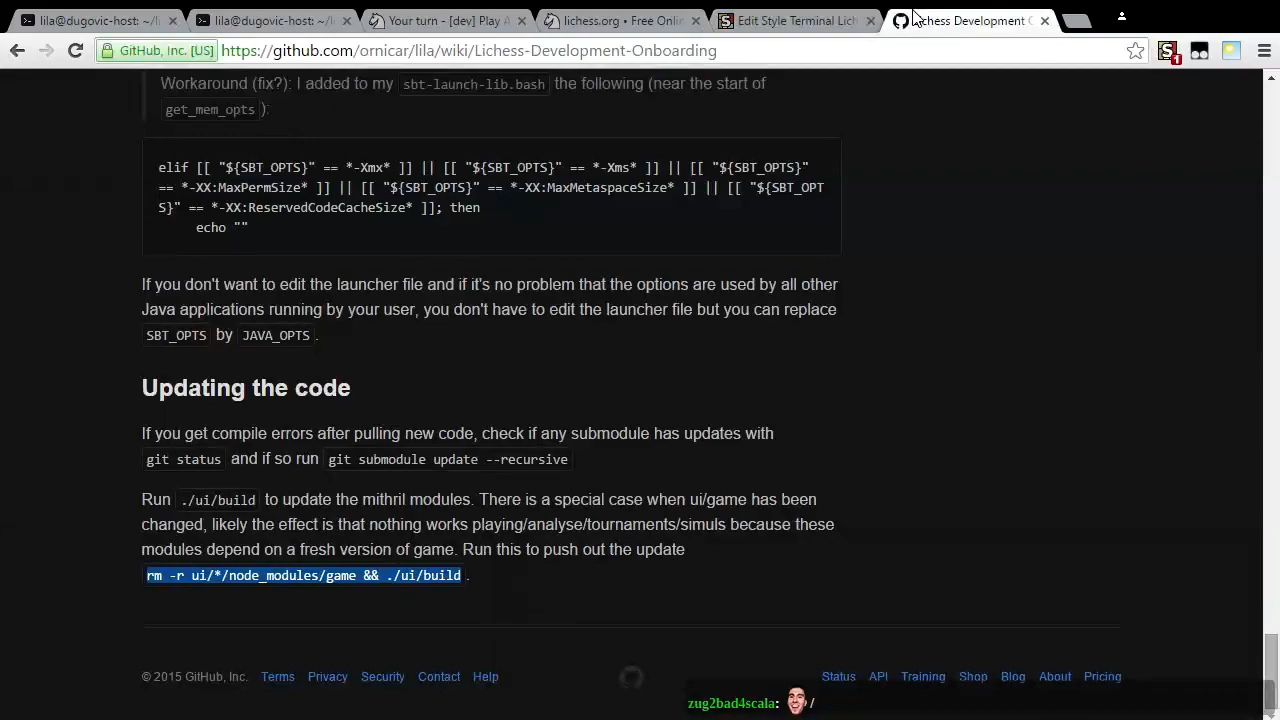 lila@dugovic-host: ~/li
lila@dugovic-host: ~/l
Your turn - [dev] Play A
lichess.org • Free Onlin
Edit Style Terminal Lich
ichess Development O
GitHub, Inc. [US]
https://github.com/ornicar/lila/wiki/Lichess-Development-Onboarding
1
Workaround (fix?): I added to my sbt-launch-lib.bash the following (near the start of
get_mem_opts ):
elif [[ "${SBT_OPTS}" == *-Xmx* ]] || [[ "${SBT_OPTS}" == *-Xms* ]] || [[ "${SBT_OPTS}"
== *-XX:MaxPermSize* ]] || [[ "${SBT_OPTS}" == *-XX:MaxMetaspaceSize* ]] || [[ "${SBT_OPT
S}" == *-XX:ReservedCodeCacheSize* ]]; then
echo ""
If you don't want to edit the launcher file and if it's no problem that the options are used by all other
Java applications running by your user, you don't have to edit the launcher file but you can replace
SBT_OPTS by JAVA_OPTS .
Updating the code
If you get compile errors after pulling new code, check if any submodule has updates with
git status and if so run git submodule update --recursive
Run ./ui/build to update the mithril modules. There is a special case when ui/game has been
changed, likely the effect is that nothing works playing/analyse/tournaments/simuls because these
modules depend on a fresh version of game. Run this to push out the update
rm -r ui/*/node_modules/game && ./ui/build .
© 2015 GitHub, Inc. Terms Privacy Security Contact Help
Status API Training Shop Blog About Pricing
zug2bad4scala: /